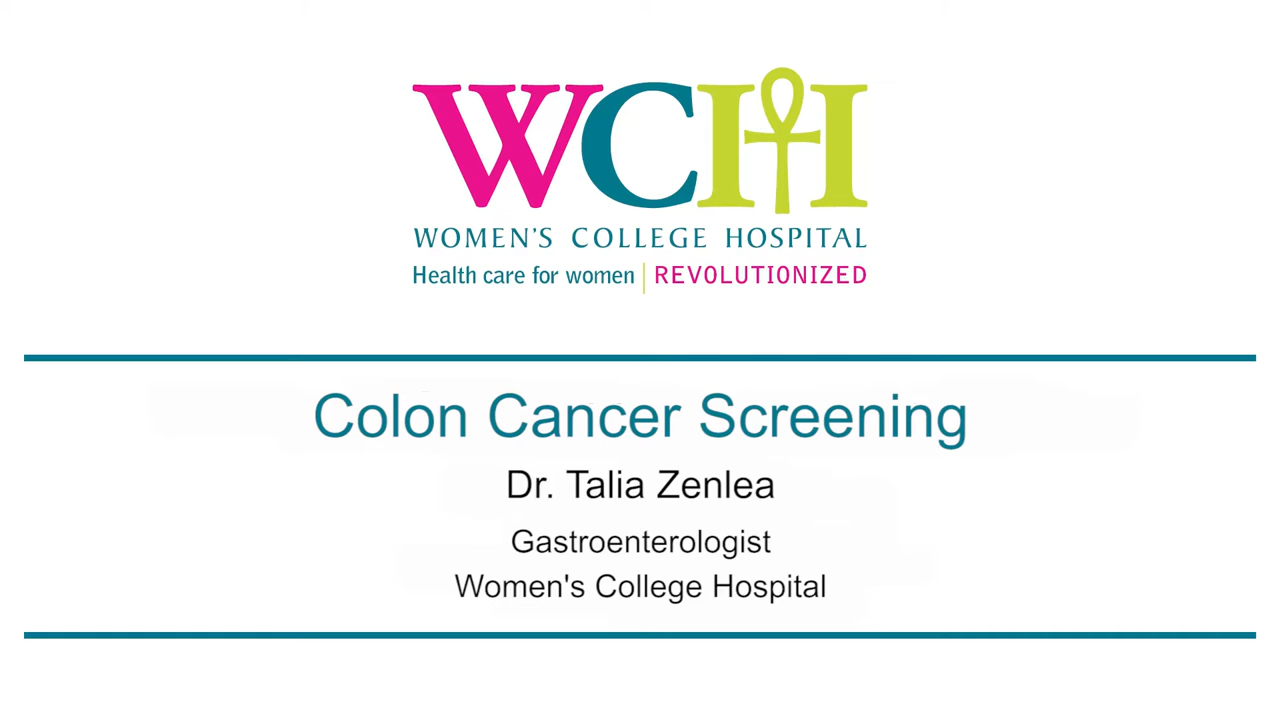 WCH
WOMEN'S COLLEGE HOSPITAL
Health care for women | REVOLUTIONIZED
Colon Cancer Screening
Dr. Talia Zenlea
Gastroenterologist
Women's College Hospital